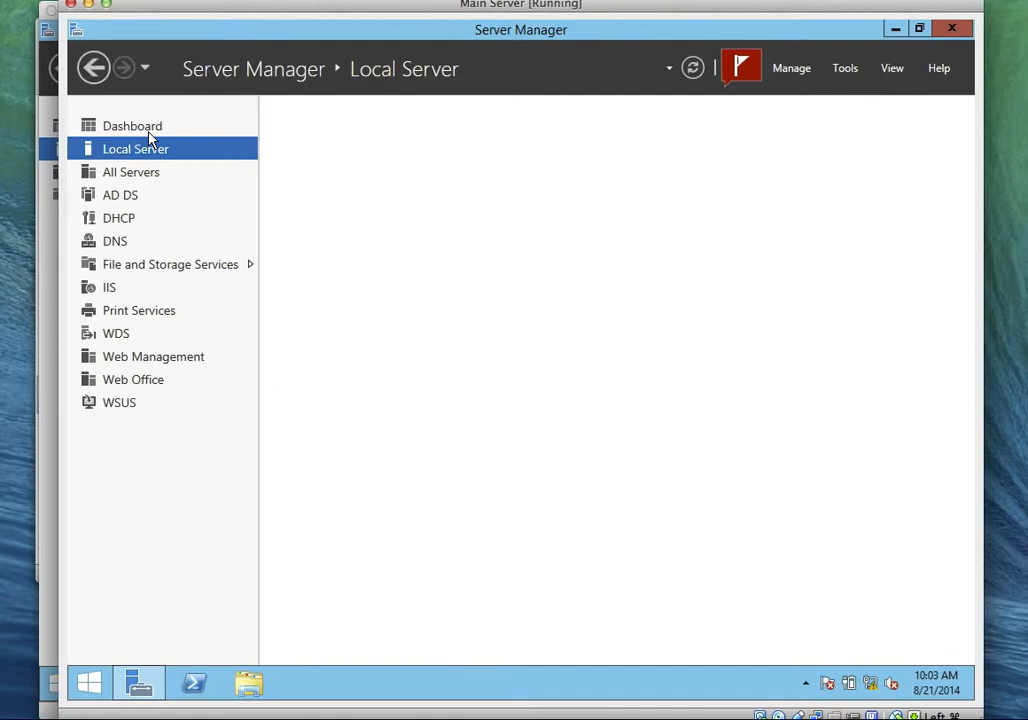 Main Server [Running]
Server Manager
Server Manager ‣ Local Server
Manage Tools View Help
Dashboard
Local Server
All Servers
AD DS
DHCP
DNS
File and Storage Services
IIS
Print Services
WDS
Web Management
Web Office
WSUS
10:03 AM
8/21/2014
Left ⌘